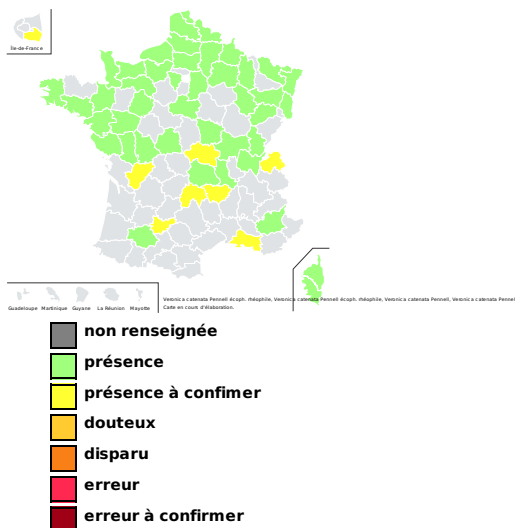 Île-de-France
Guadeloupe Martinique Guyane La Réunion Mayotte
Veronica catenata Pennell écoph. rhéophile, Veronica catenata Pennell écoph. rhéophile, Veronica catenata Pennell, Veronica catenata Pennel
Carte en cours d'élaboration.
non renseignée
présence
présence à confimer
douteux
disparu
erreur
erreur à confirmer